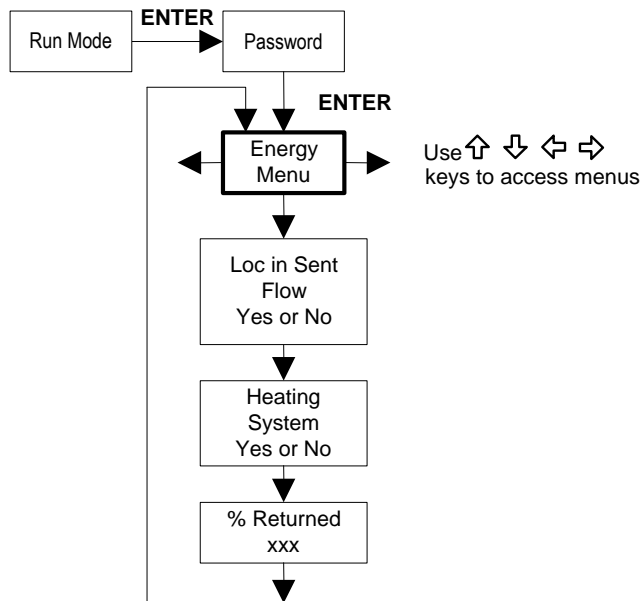 ENTER
Run Mode
Password
ENTER
Energy
Menu
Use
keys to access menus
Loc in Sent
Flow
Yes or No
Heating
System
Yes or No
% Returned
xxx